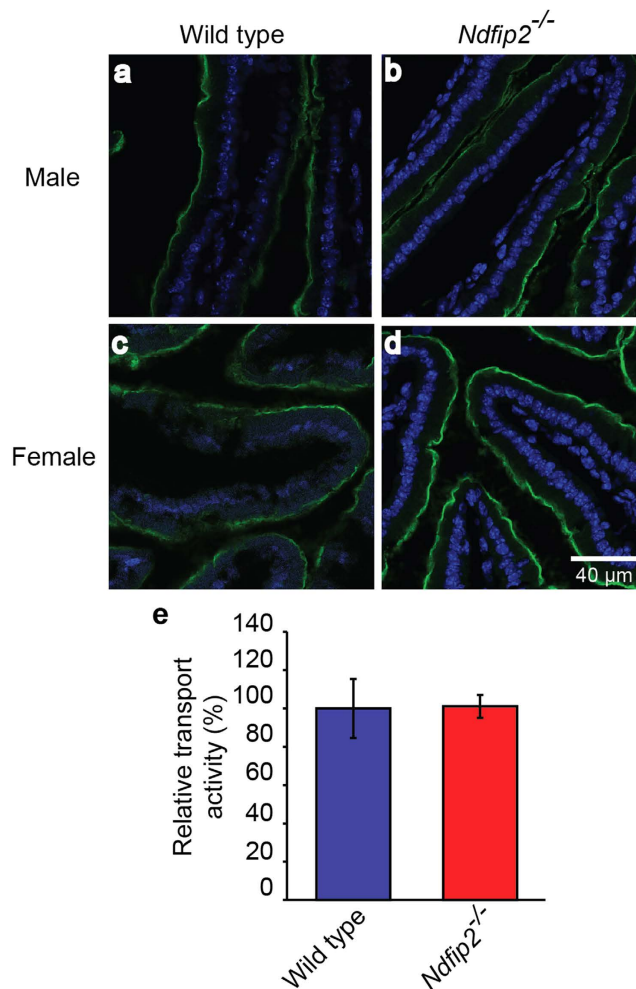 Wild type
Ndfip2-/-
Male
a
b
Female
c
d
40 µm
e
Relative transport
activity (%)
140
120
100
80
60
40
20
0
Wild type
Ndfip2-/-